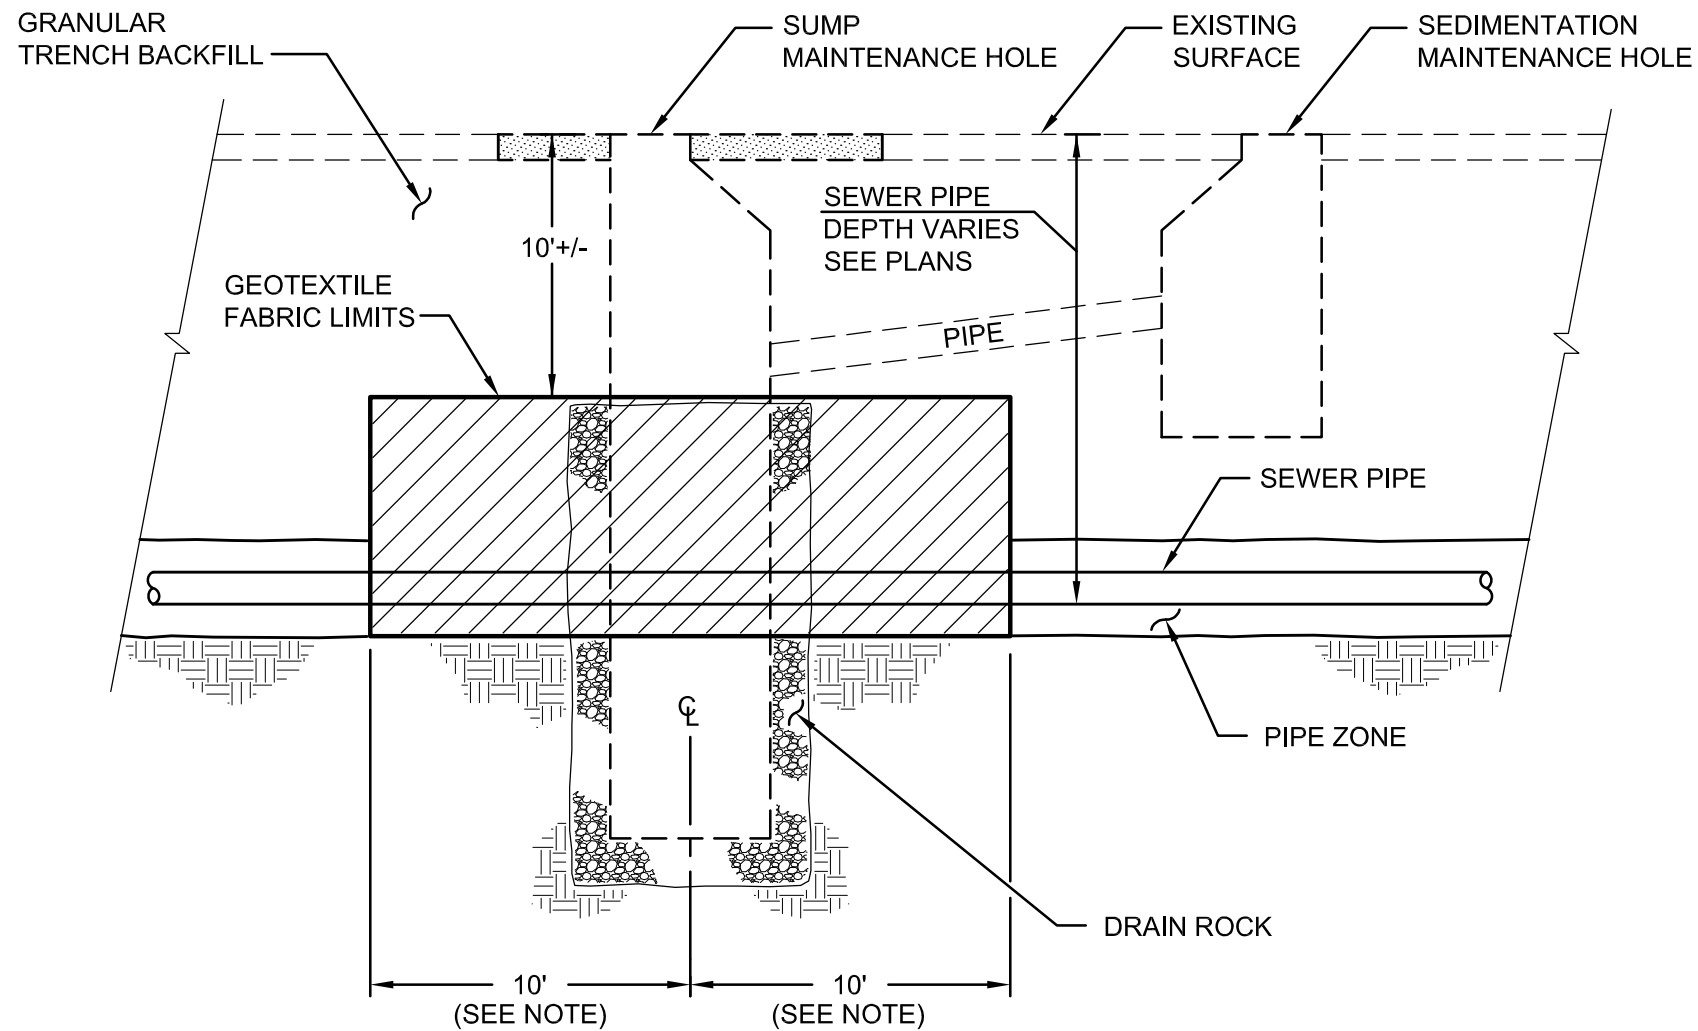 GRANULAR
TRENCH BACKFILL
SUMP
MAINTENANCE HOLE
EXISTING
SURFACE
SEDIMENTATION
MAINTENANCE HOLE
SEWER PIPE
DEPTH VARIES
SEE PLANS
10'+/-
GEOTEXTILE
FABRIC LIMITS
PIPE
SEWER PIPE
℄
PIPE ZONE
DRAIN ROCK
10'
(SEE NOTE)
10'
(SEE NOTE)